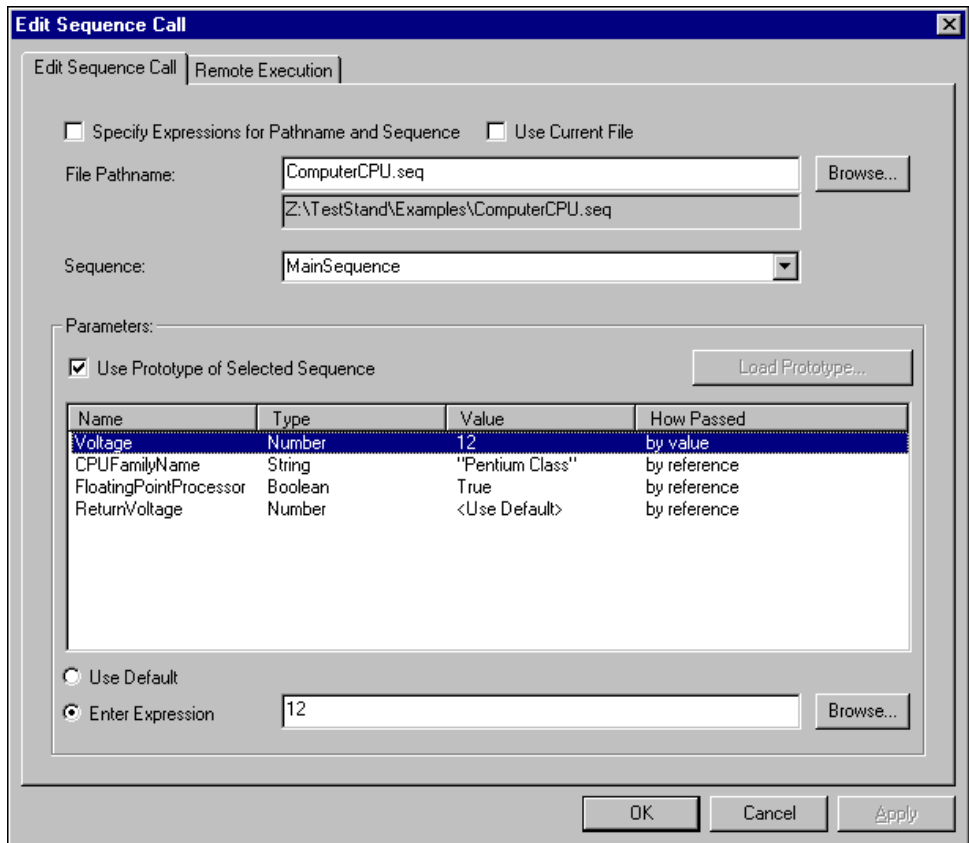 Edit Sequence Call
Edit Sequence Call Remote Execution
Specify Expressions for Pathname and Sequence Use Current File
File Pathname: ComputerCPU.seq Browse...
Z:\TestStand\Examples\ComputerCPU.seq
Sequence: MainSequence
Parameters:
Use Prototype of Selected Sequence Load Prototype...
Name Type Value How Passed
Voltage Number 12 by value
CPUFamilyName String "Pentium Class" by reference
FloatingPointProcessor Boolean True by reference
ReturnVoltage Number <Use Default> by reference
Use Default
Enter Expression 12 Browse...
OK Cancel Apply